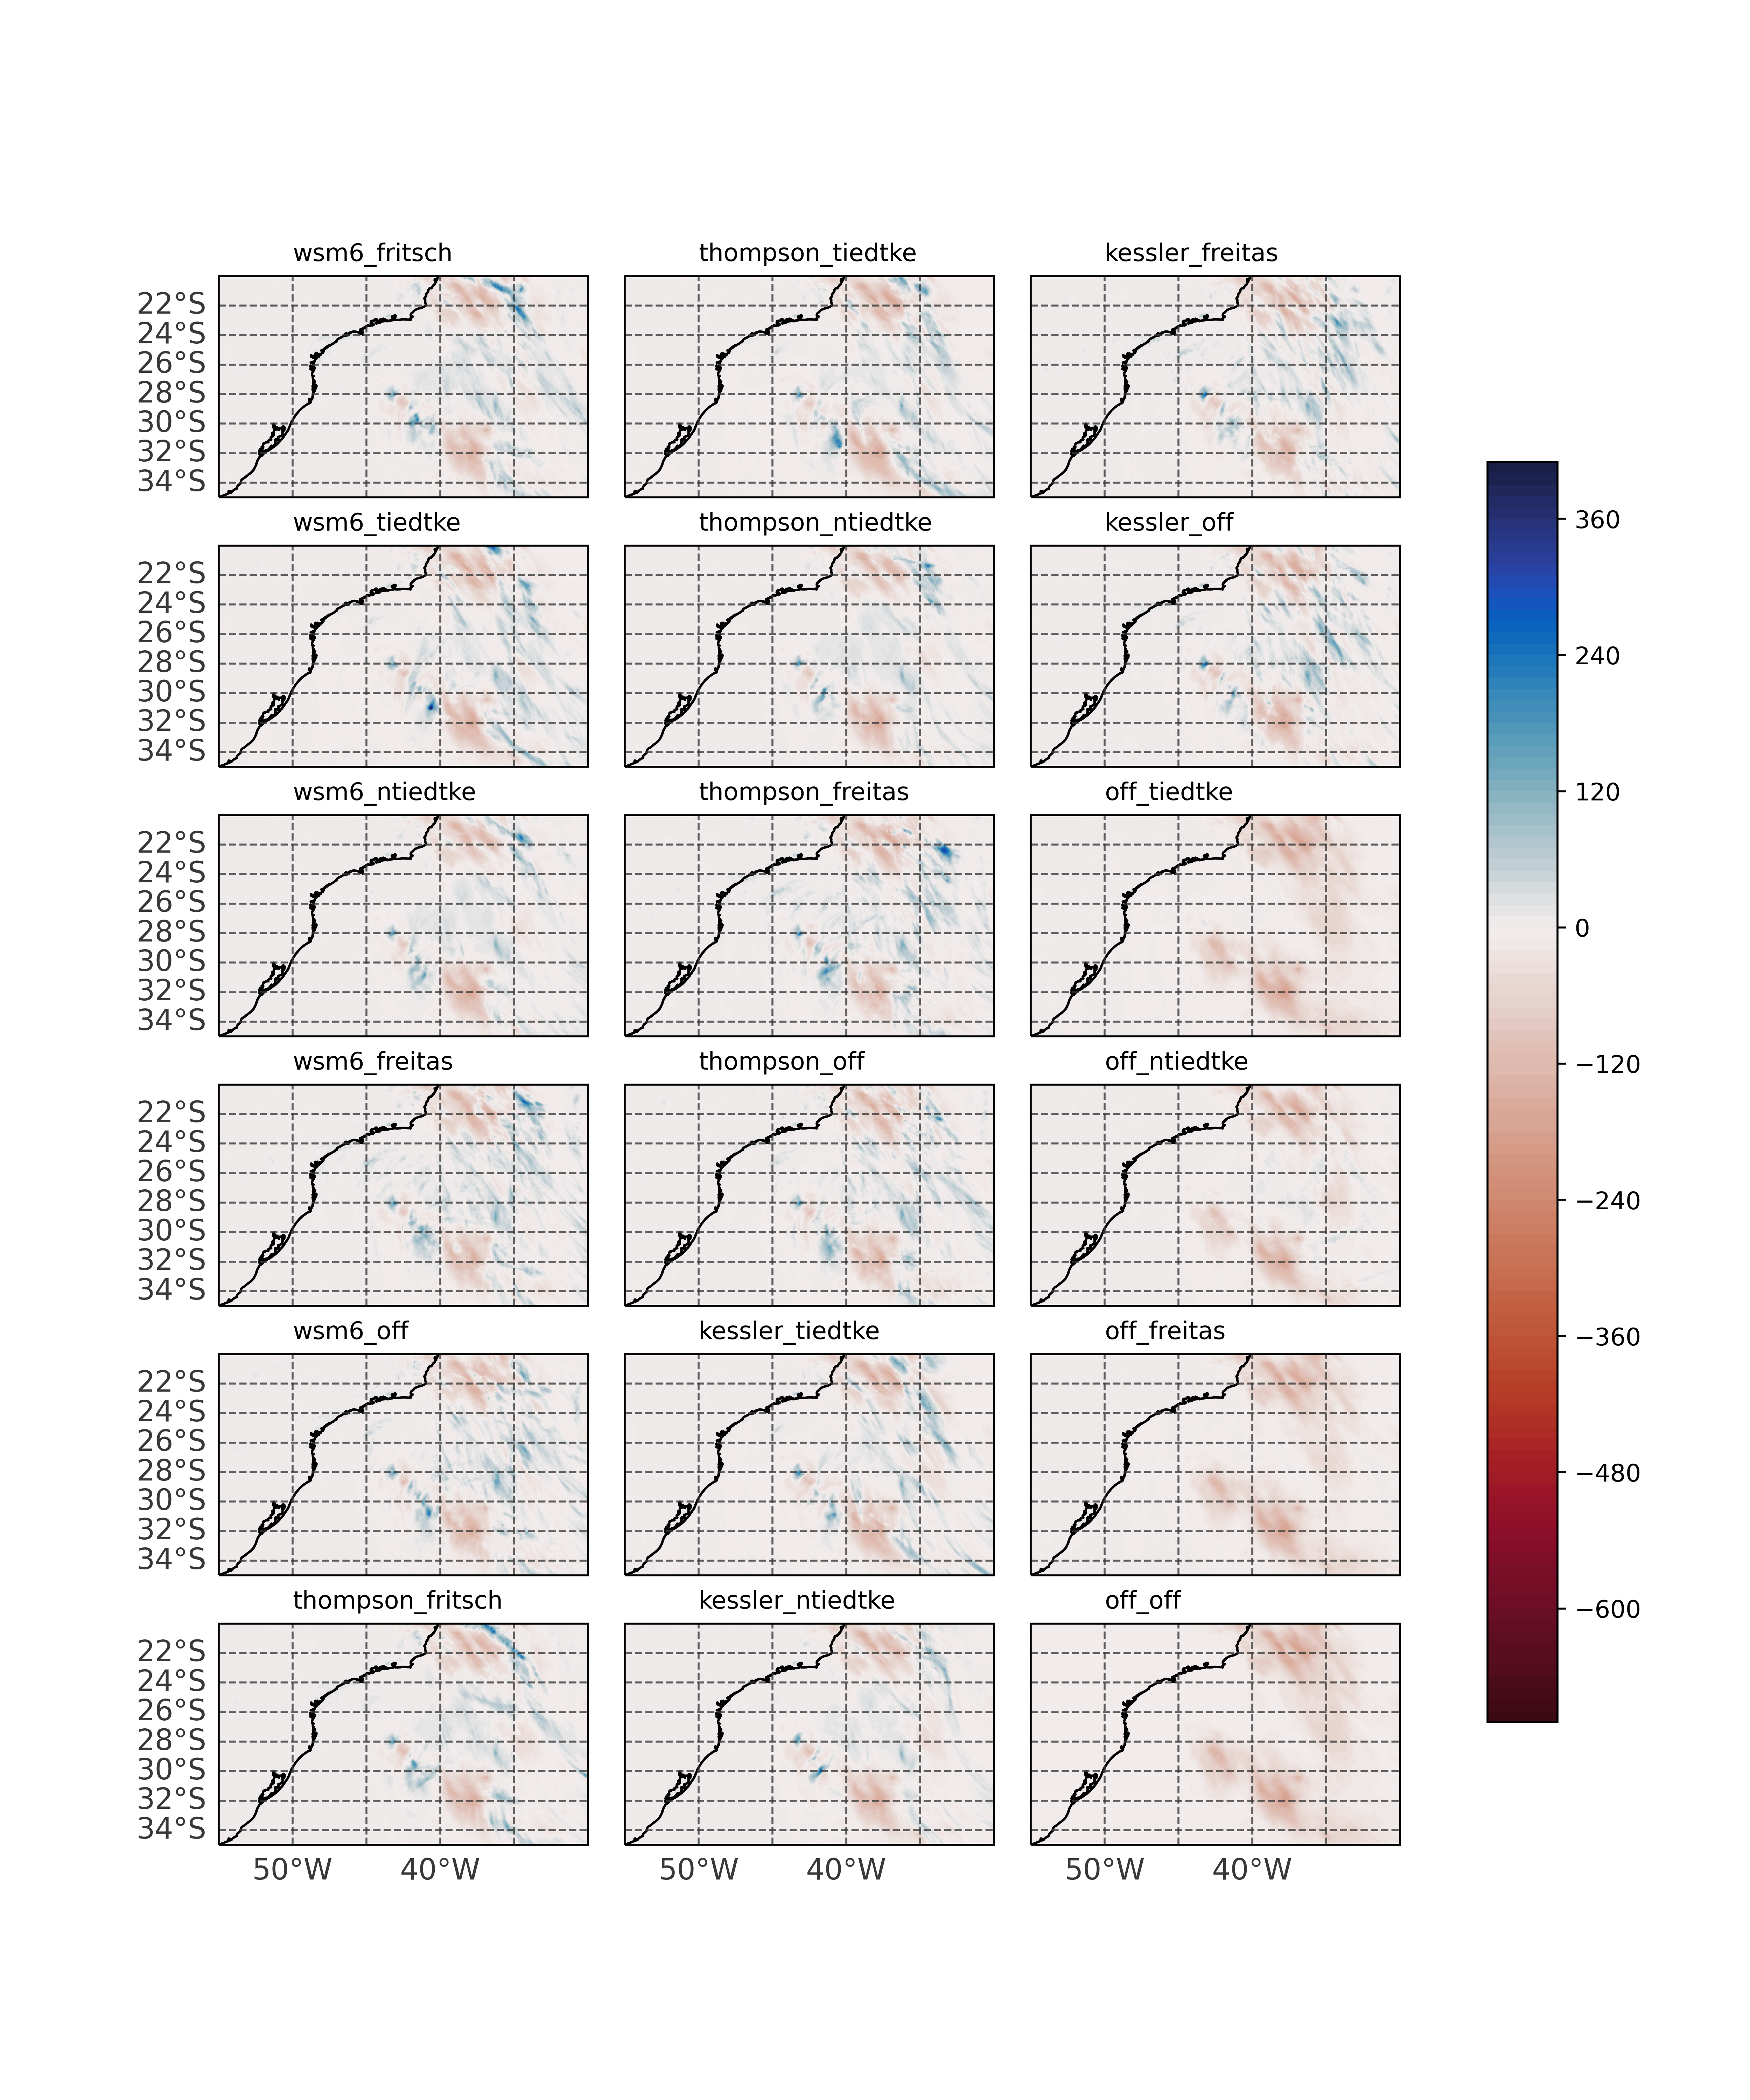 wsm6_fritsch thompson_tiedtke kessler_freitas
22°S
24°S
26°S
28°S
30°S
32°S
34°S
wsm6_tiedtke thompson_ntiedtke kessler_off
22°S
24°S
26°S
28°S
30°S
32°S
34°S
wsm6_ntiedtke thompson_freitas off_tiedtke
22°S
24°S
26°S
28°S
30°S
32°S
34°S
wsm6_freitas thompson_off off_ntiedtke
22°S
24°S
26°S
28°S
30°S
32°S
34°S
wsm6_off kessler_tiedtke off_freitas
22°S
24°S
26°S
28°S
30°S
32°S
34°S
thompson_fritsch kessler_ntiedtke off_off
22°S
24°S
26°S
28°S
30°S
32°S
34°S
50°W 40°W 50°W 40°W 50°W 40°W
360
240
120
0
−120
−240
−360
−480
−600